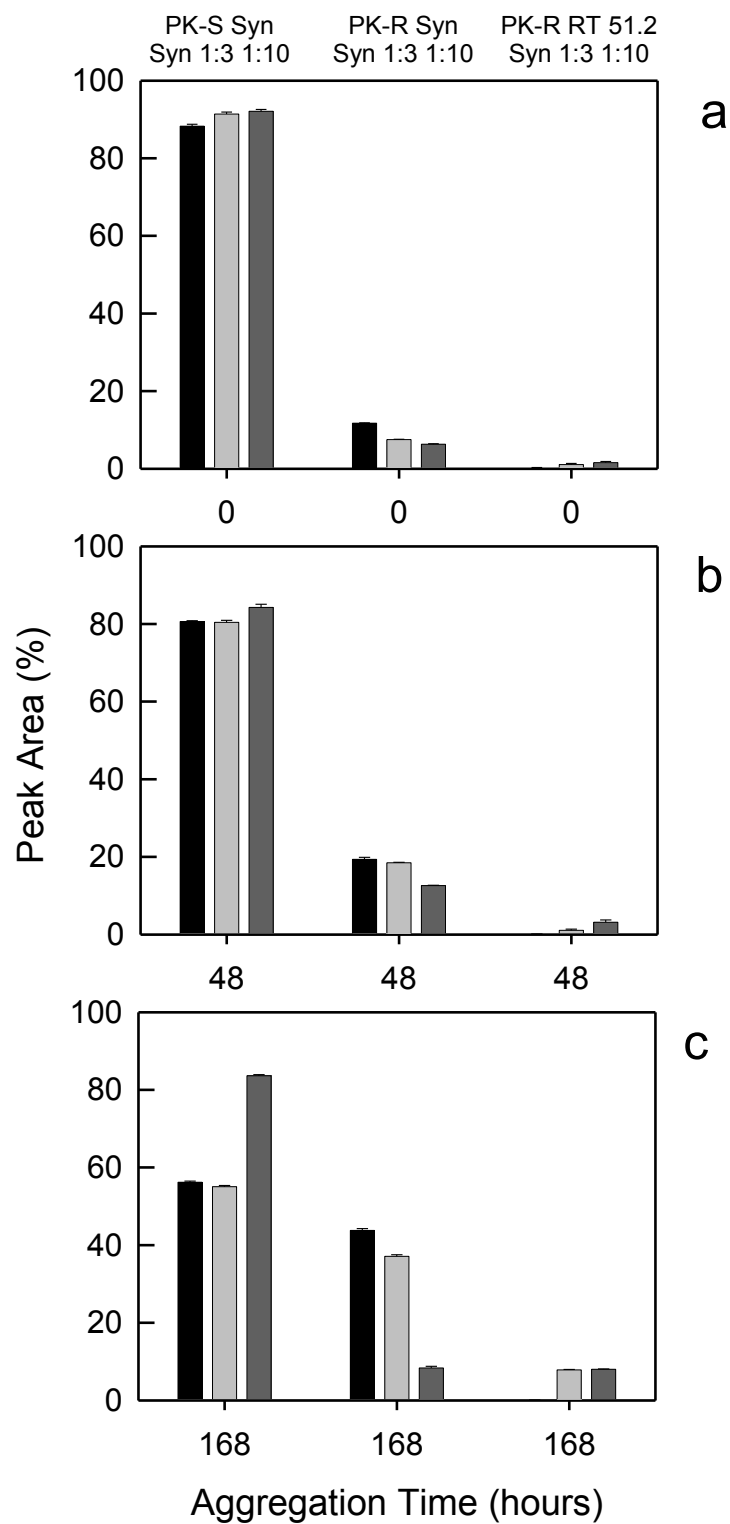 PK-S Syn PK-R Syn PK-R RT 51.2
Syn 1:3 1:10 Syn 1:3 1:10 Syn 1:3 1:10
a
100
80
60
40
20
0
0 0 0
b
100
80
60
40
20
0
48 48 48
Peak Area (%)
c
100
80
60
40
20
0
168 168 168
Aggregation Time (hours)